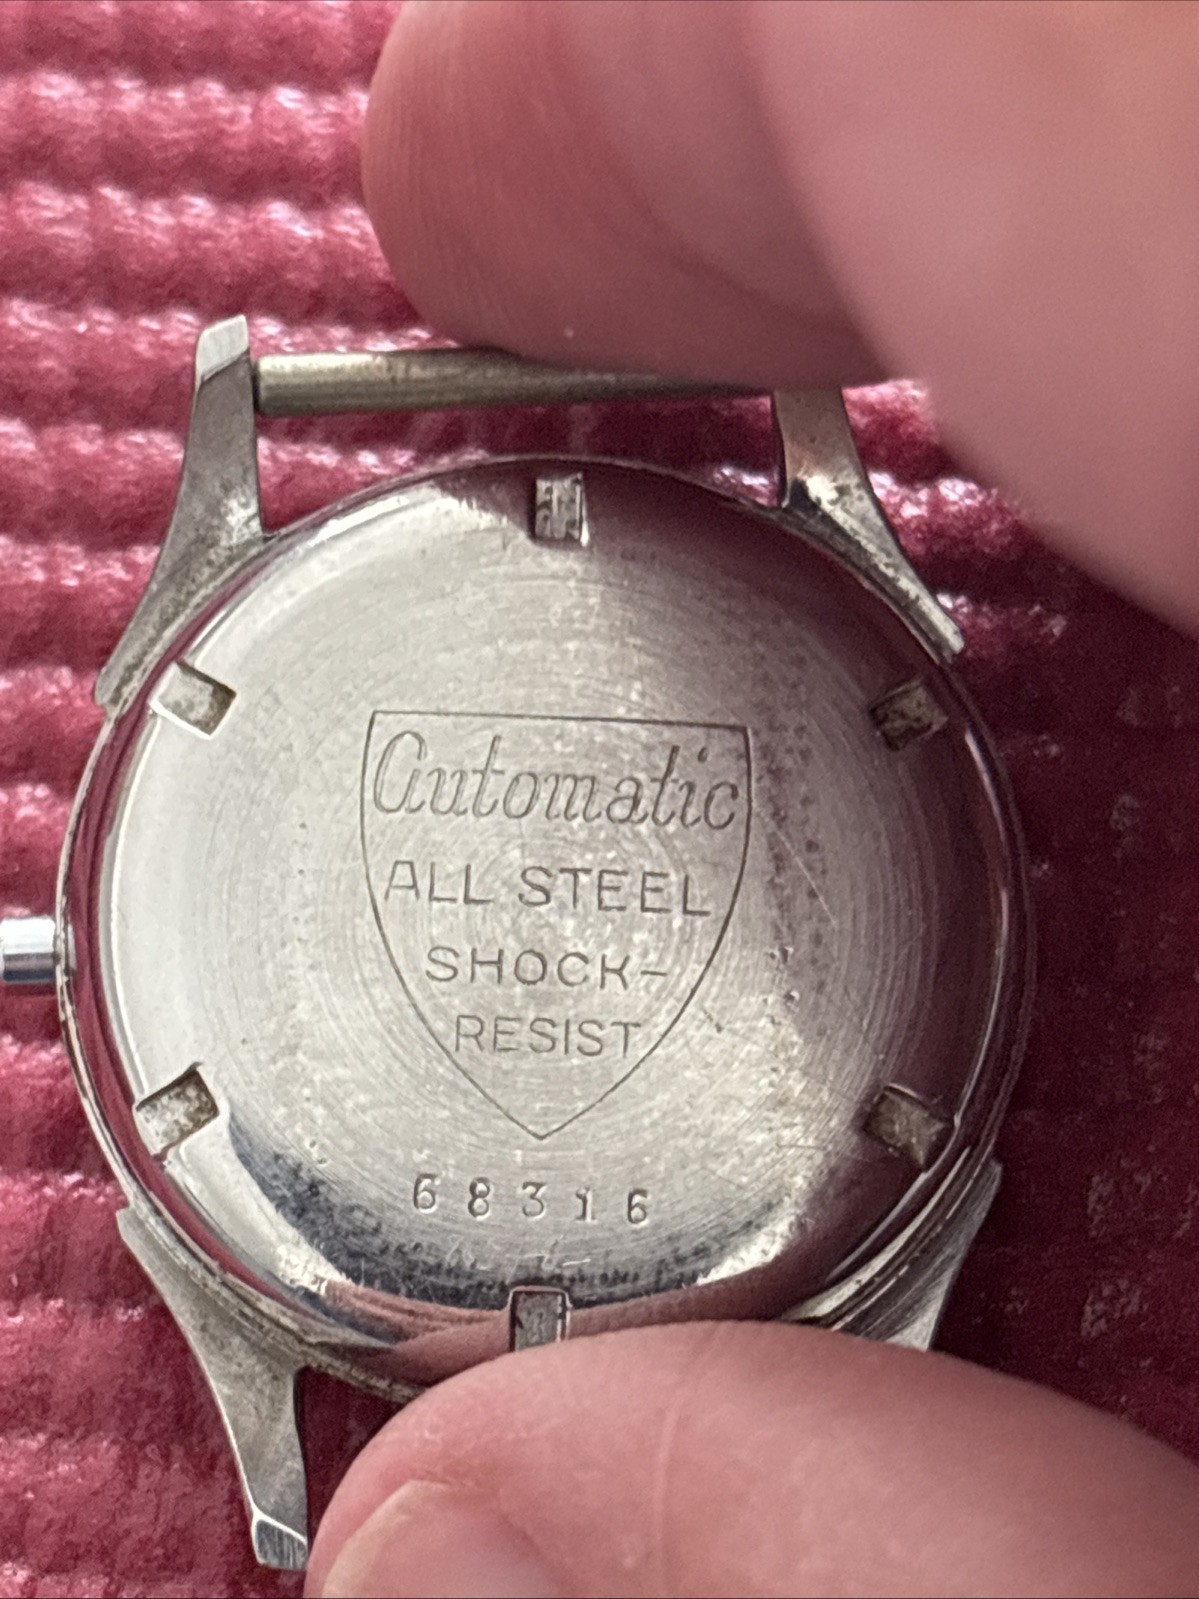 Automatic
ALL STEEL
SHOCK-
RESIST
68316